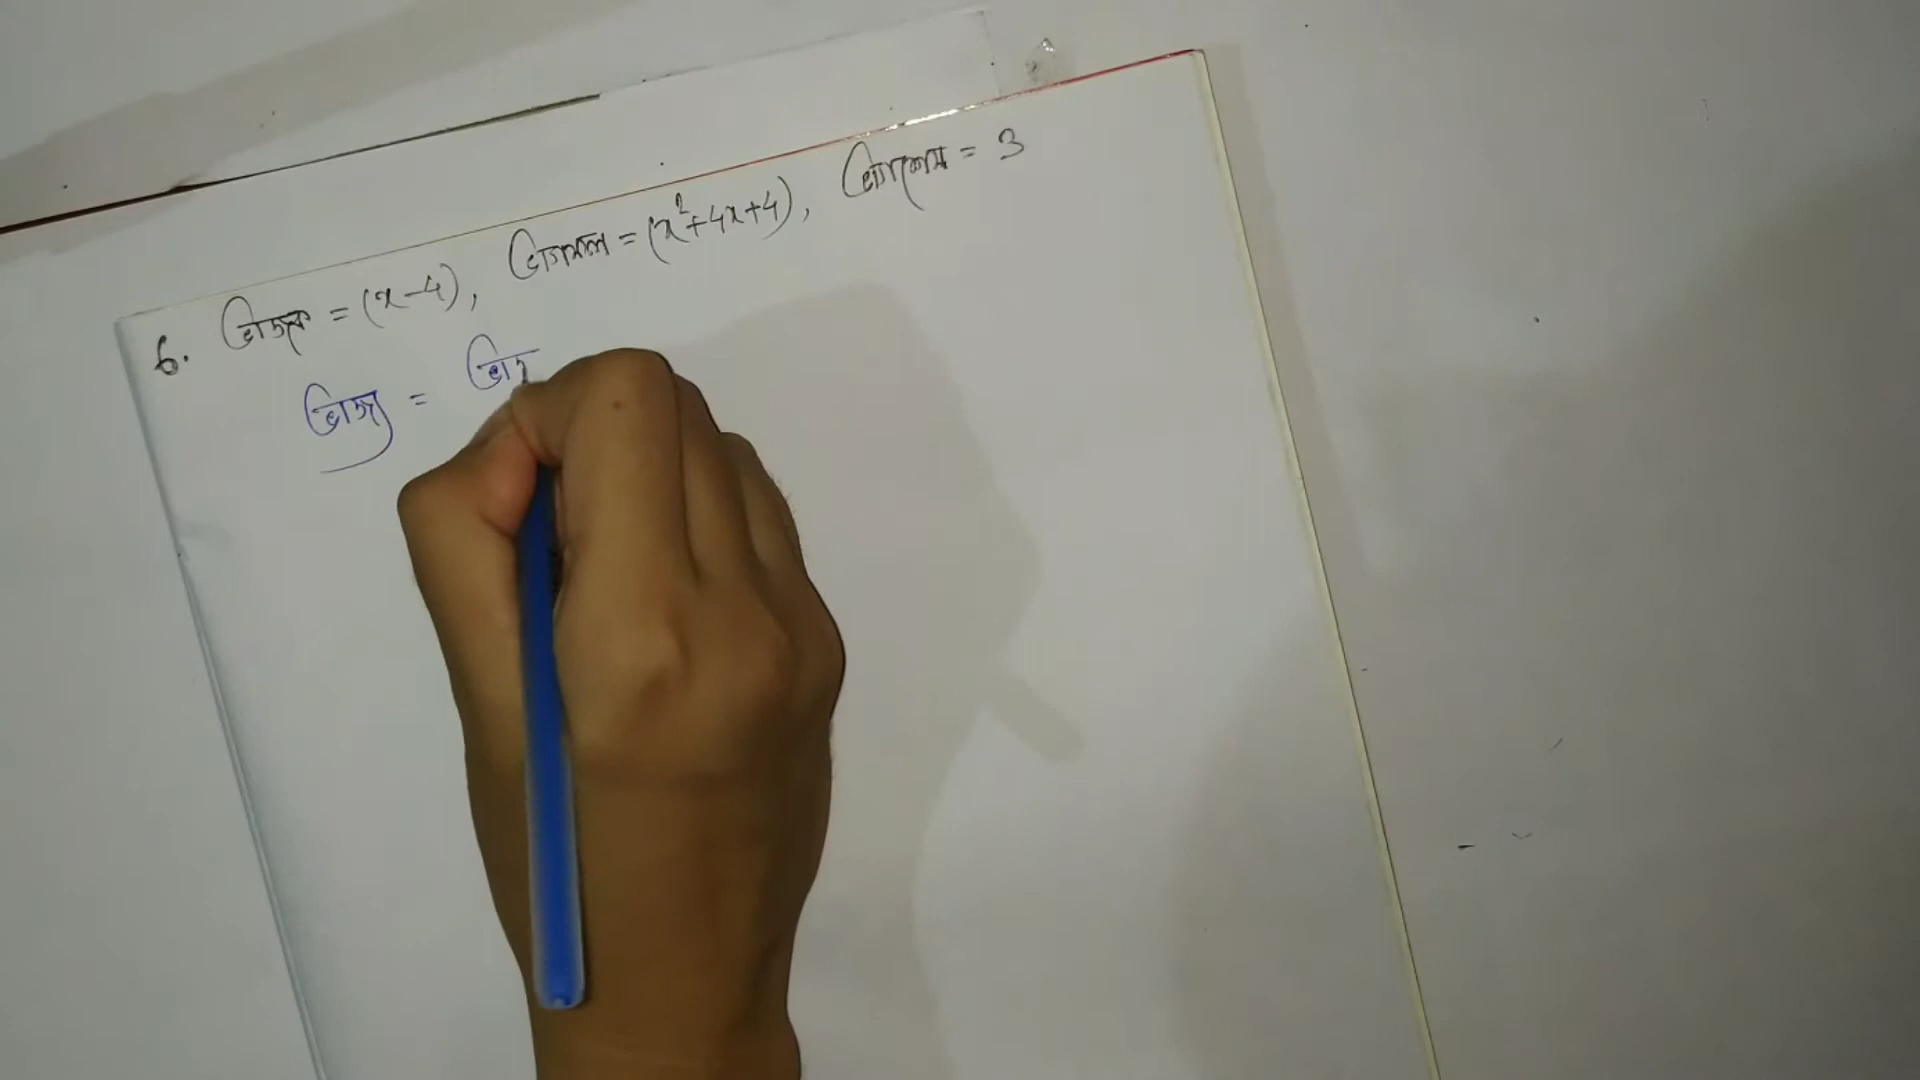 6. ভাজক = (x-4), ভাগফল = (x²+4x+4), ভাগশেষ = 3
ভাজ্য = ভাজ